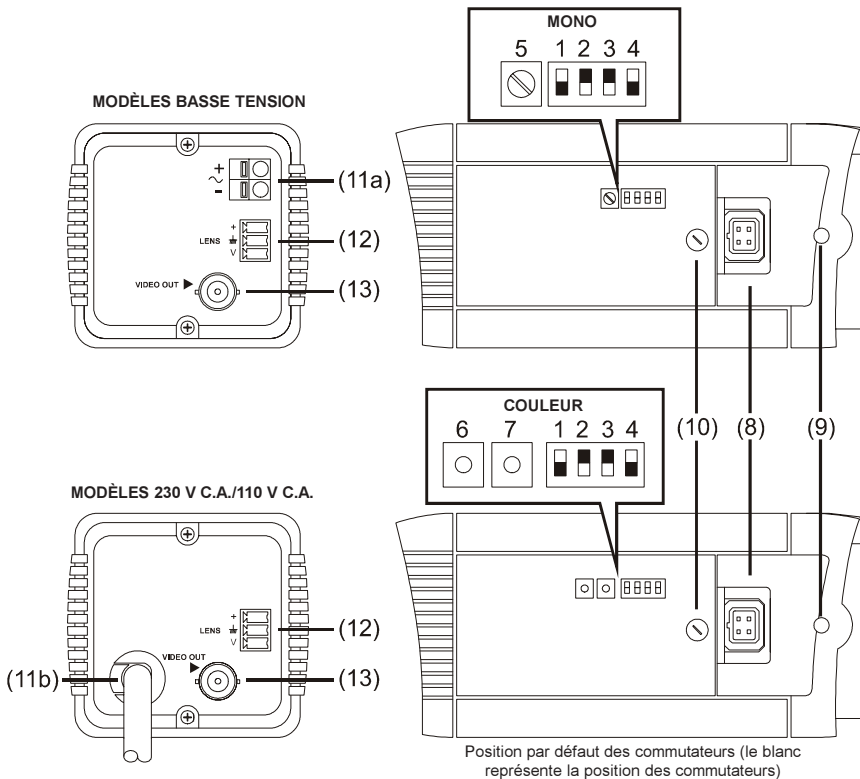 MONO
5 1 2 3 4
MODÈLES BASSE TENSION
+
~
-
(11a)
+
LENS
V
(12)
VIDEO OUT
(13)
COULEUR
6 7 1 2 3 4
(10) (8) (9)
MODÈLES 230 V C.A./110 V C.A.
+
LENS
V
(12)
VIDEO OUT
(11b)
(13)
Position par défaut des commutateurs (le blanc
représente la position des commutateurs)